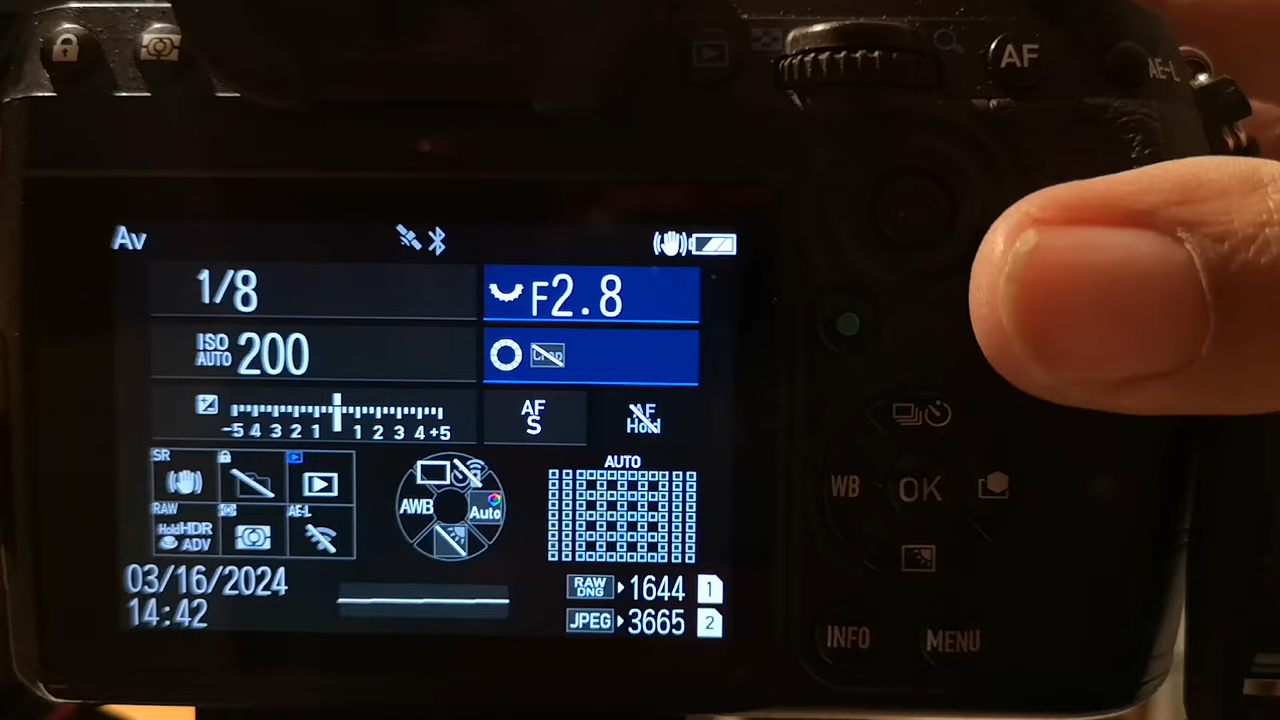 AF
AE-L
Av
1/8
F2.8
ISO AUTO 200
Crop
-5 4 3 2 1 1 2 3 4 +5
AF S
AF Hold
SR
RAW
AE-L
Hold HDR
ADV
AWB
Auto
AUTO
03/16/2024
14:42
RAW DNG 1644 1
JPEG 3665 2
WB
OK
INFO
MENU